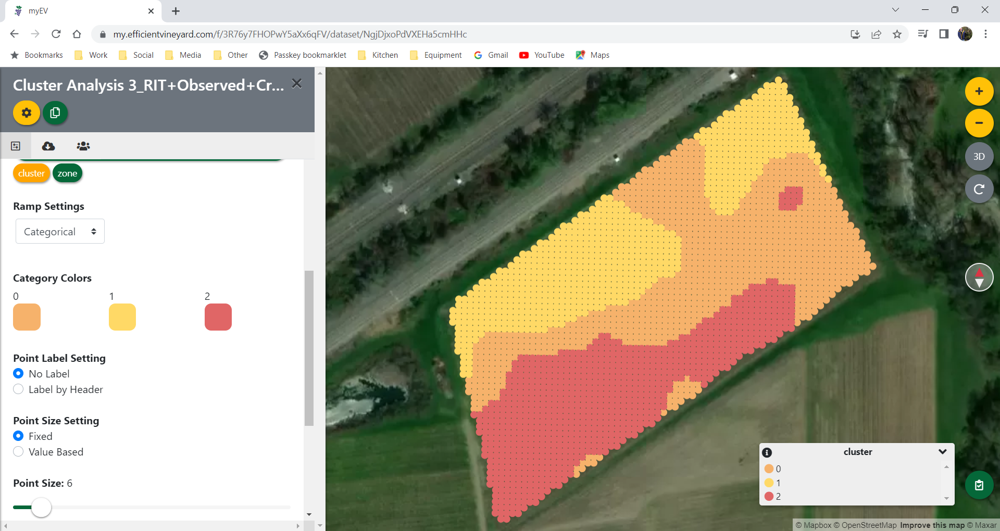 myEV
my.efficientvineyard.com/f/3R76y7FHOPwY5aXx6qFV/dataset/NgjDjxoPdVXEHa5cmHHc
Bookmarks Work Social Media Other Passkey bookmarklet Kitchen Equipment Gmail YouTube Maps
Cluster Analysis 3_RIT+Observed+Cr...
cluster zone
Ramp Settings
Categorical
Category Colors
0 1 2
Point Label Setting
No Label
Label by Header
Point Size Setting
Fixed
Value Based
Point Size: 6
3D
cluster
0
1
2
© Mapbox © OpenStreetMap Improve this map © Maxar